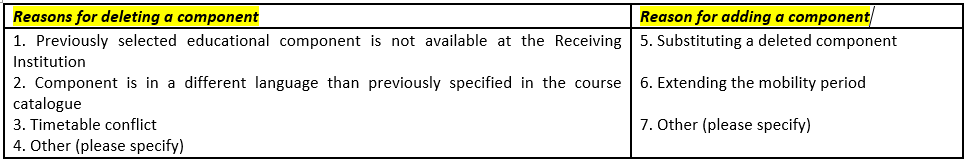 Reasons for deleting a component
1. Previously selected educational component is not available at the Receiving
Institution
2. Component is in a different language than previously specified in the course
catalogue
3. Timetable conflict
4. Other (please specify)
Reason for adding a component
5. Substituting a deleted component
6. Extending the mobility period
7. Other (please specify)